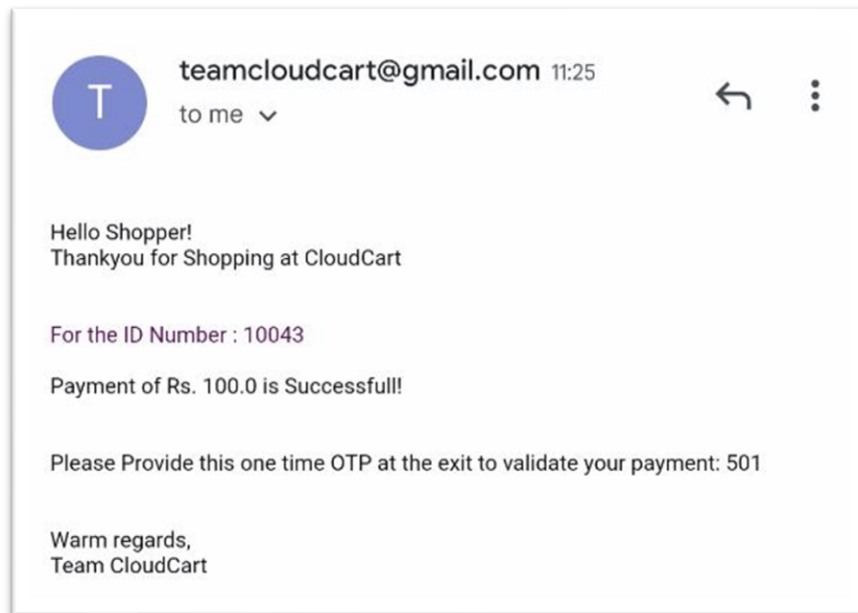 T
teamcloudcart@gmail.com 11:25
to me
Hello Shopper!
Thankyou for Shopping at CloudCart
For the ID Number : 10043
Payment of Rs. 100.0 is Successfull!
Please Provide this one time OTP at the exit to validate your payment: 501
Warm regards,
Team CloudCart